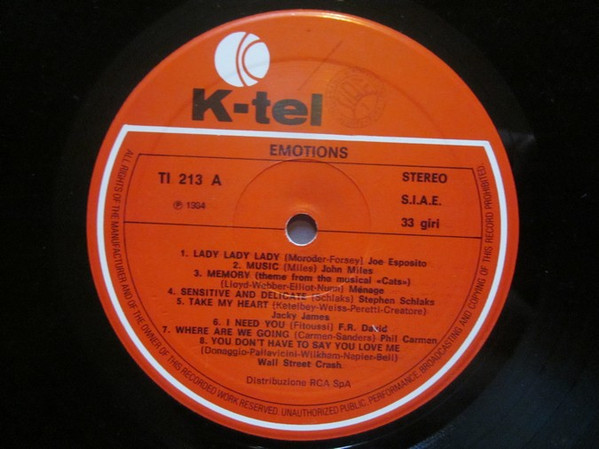 K-tel
EMOTIONS
TI 213 A
STEREO
℗ 1984
S.I.A.E.
33 giri
1. LADY LADY LADY (Moroder-Forsey) Joe Esposito
2. MUSIC (Miles) John Miles
3. MEMORY (theme from the musical «Cats»)
(Lloyd-Webber-Elliot-Nunn) Ménage
4. SENSITIVE AND DELICATE (Schlaks) Stephen Schlaks
5. TAKE MY HEART (Ketelbey-Weiss-Peretti-Creatore)
Jacky James
6. I NEED YOU (Fitoussi) F.R. David
7. WHERE ARE WE GOING (Carmen-Sanders) Phil Carmen
8. YOU DON'T HAVE TO SAY YOU LOVE ME
(Donaggio-Pallavicini-Wilkham-Napier-Bell)
Wall Street Crash
Distribuzione RCA SpA
ALL RIGHTS OF THE MANUFACTURER AND OF THE OWNER OF THIS RECORDED WORK RESERVED. UNAUTHORIZED PUBLIC PERFORMANCE BROADCASTING AND COPYING OF THIS RECORD PROHIBITED.